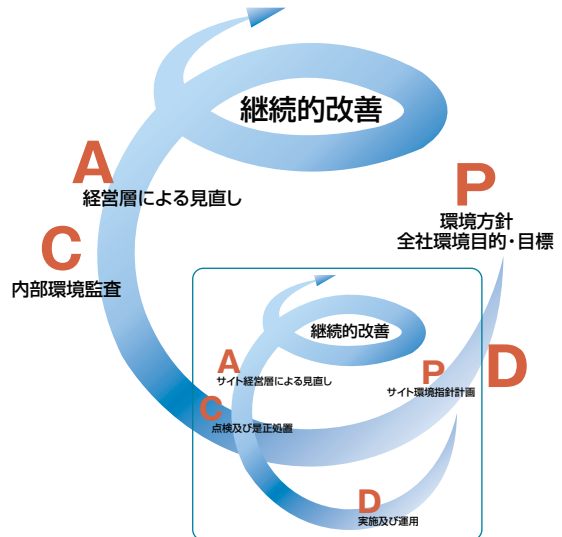 継続的改善
A
経営層による見直し
P
環境方針
全社環境目的・目標
C
内部環境監査
D
継続的改善
A
サイト経営層による見直し
P
サイト環境指針計画
C
点検及び是正処置
D
実施及び運用